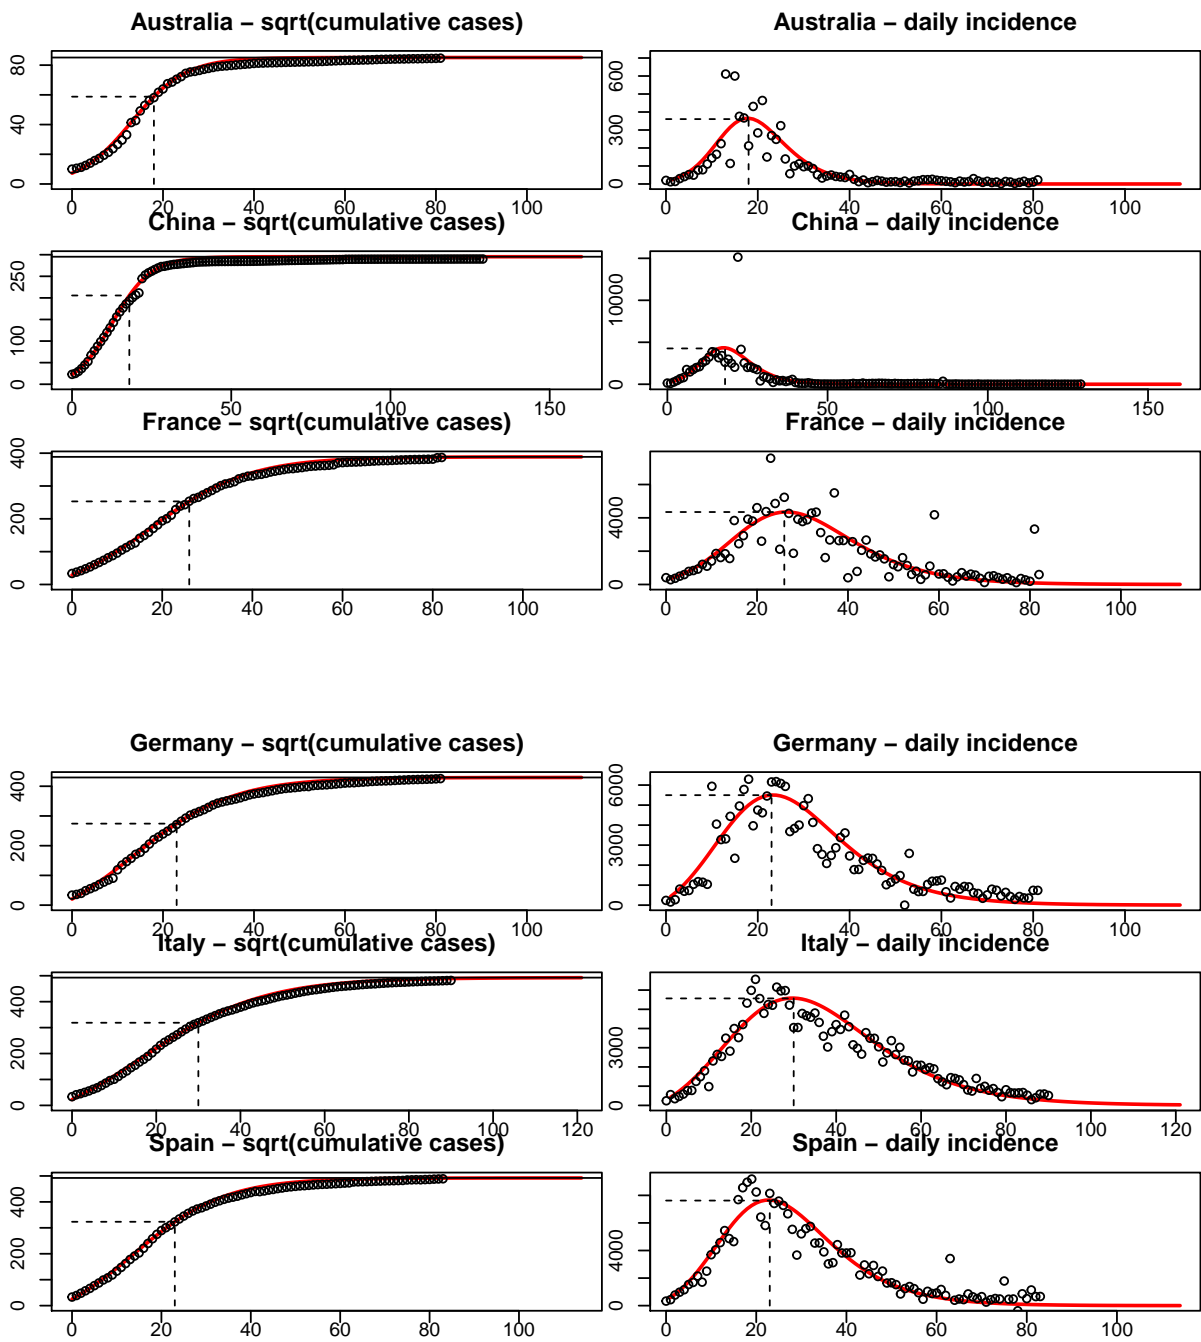 Australia − sqrt(cumulative cases)
Australia − daily incidence
0 40 80
0 20 40 60 80 100
0 300 600
0 20 40 60 80 100
China − sqrt(cumulative cases)
China − daily incidence
0 100 250
0 50 100 150
0 10000
0 50 100 150
France − sqrt(cumulative cases)
France − daily incidence
0 200 400
0 20 40 60 80 100
0 4000
0 20 40 60 80 100
Germany − sqrt(cumulative cases)
Germany − daily incidence
0 200 400
0 20 40 60 80 100
0 3000 6000
0 20 40 60 80 100
Italy − sqrt(cumulative cases)
Italy − daily incidence
0 200 400
0 20 40 60 80 100 120
0 3000
0 20 40 60 80 100 120
Spain − sqrt(cumulative cases)
Spain − daily incidence
0 200 400
0 20 40 60 80 100
0 4000
0 20 40 60 80 100